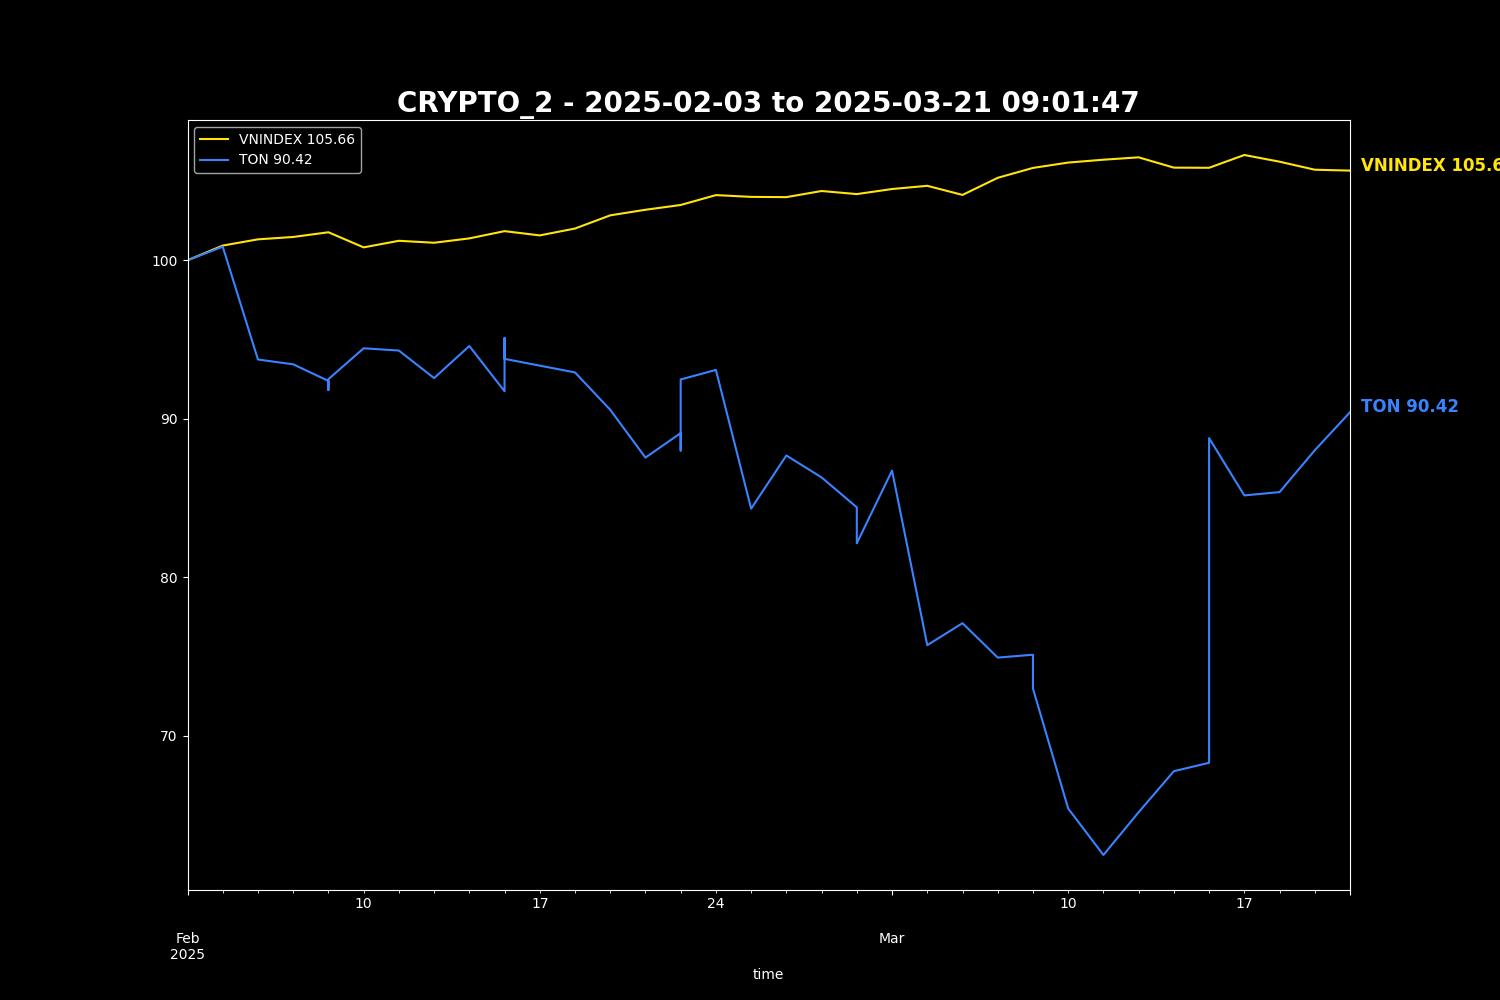 CRYPTO_2 - 2025-02-03 to 2025-03-21 09:01:47
VNINDEX 105.66
TON 90.42
VNINDEX 105.6
TON 90.42
100
90
80
70
10
17
24
10
17
Feb
2025
Mar
time